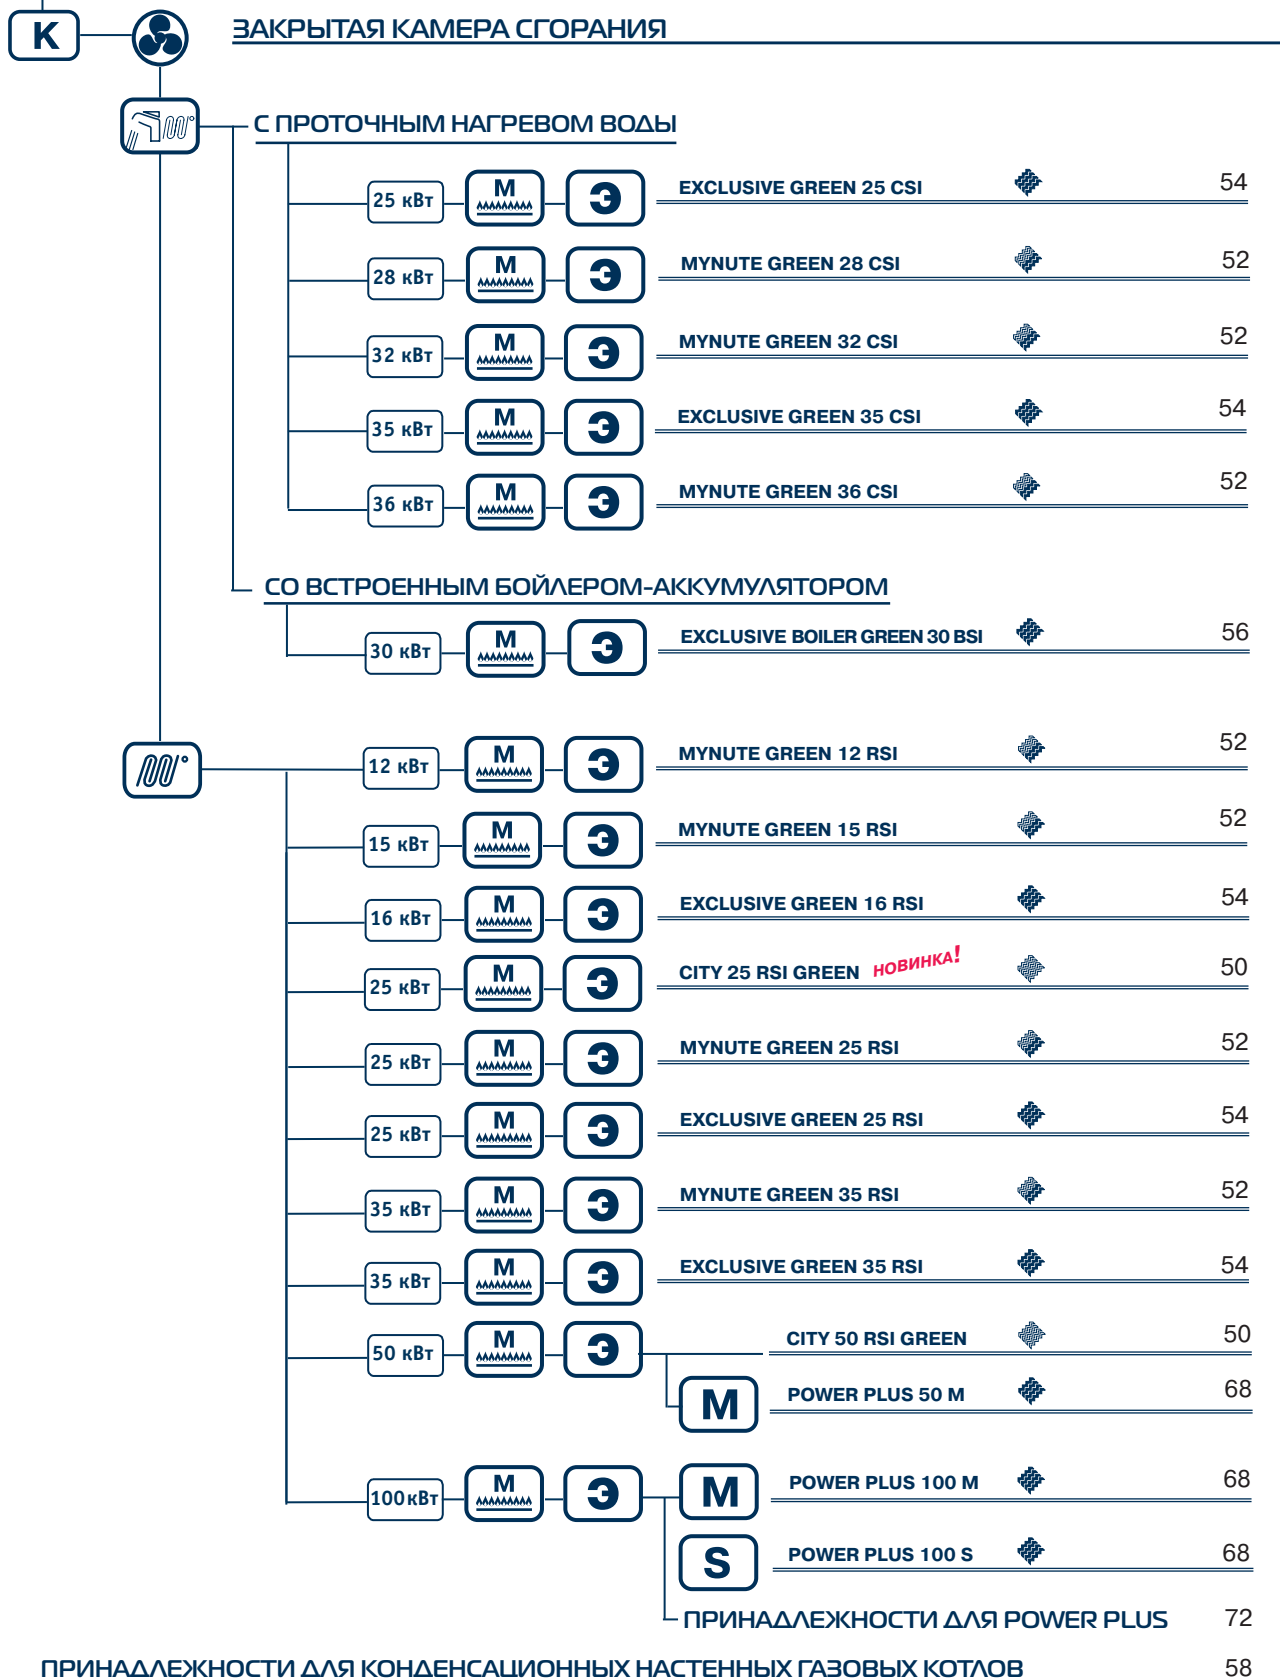 К
ЗАКРЫТАЯ КАМЕРА СГОРАНИЯ
С ПРОТОЧНЫМ НАГРЕВОМ ВОДЫ
25 кВт М Э EXCLUSIVE GREEN 25 CSI 54
28 кВт М Э MYNUTE GREEN 28 CSI 52
32 кВт М Э MYNUTE GREEN 32 CSI 52
35 кВт М Э EXCLUSIVE GREEN 35 CSI 54
36 кВт М Э MYNUTE GREEN 36 CSI 52
СО ВСТРОЕННЫМ БОЙЛЕРОМ-АККУМУЛЯТОРОМ
30 кВт М Э EXCLUSIVE BOILER GREEN 30 BSI 56
12 кВт М Э MYNUTE GREEN 12 RSI 52
15 кВт М Э MYNUTE GREEN 15 RSI 52
16 кВт М Э EXCLUSIVE GREEN 16 RSI 54
25 кВт М Э CITY 25 RSI GREEN НОВИНКА! 50
25 кВт М Э MYNUTE GREEN 25 RSI 52
25 кВт М Э EXCLUSIVE GREEN 25 RSI 54
35 кВт М Э MYNUTE GREEN 35 RSI 52
35 кВт М Э EXCLUSIVE GREEN 35 RSI 54
50 кВт М Э CITY 50 RSI GREEN 50
M POWER PLUS 50 M 68
100 кВт М Э M POWER PLUS 100 M 68
S POWER PLUS 100 S 68
ПРИНАДЛЕЖНОСТИ ДЛЯ POWER PLUS 72
ПРИНАДЛЕЖНОСТИ ДЛЯ КОНДЕНСАЦИОННЫХ НАСТЕННЫХ ГАЗОВЫХ КОТЛОВ 58